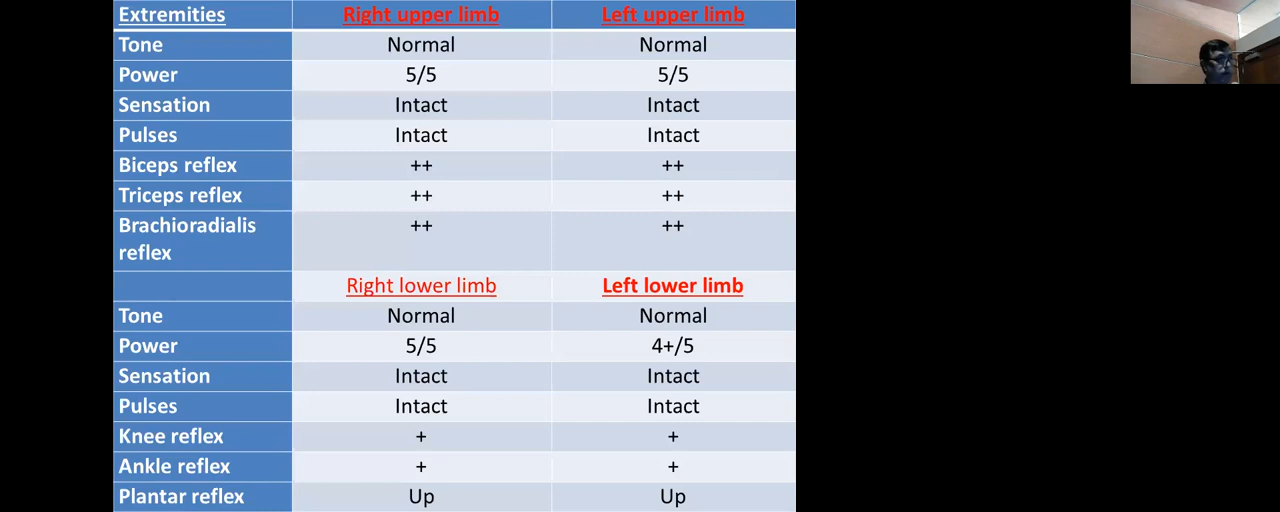 Extremities Right upper limb Left upper limb
Tone Normal Normal
Power 5/5 5/5
Sensation Intact Intact
Pulses Intact Intact
Biceps reflex ++ ++
Triceps reflex ++ ++
Brachioradialis reflex ++ ++
Right lower limb Left lower limb
Tone Normal Normal
Power 5/5 4+/5
Sensation Intact Intact
Pulses Intact Intact
Knee reflex + +
Ankle reflex + +
Plantar reflex Up Up